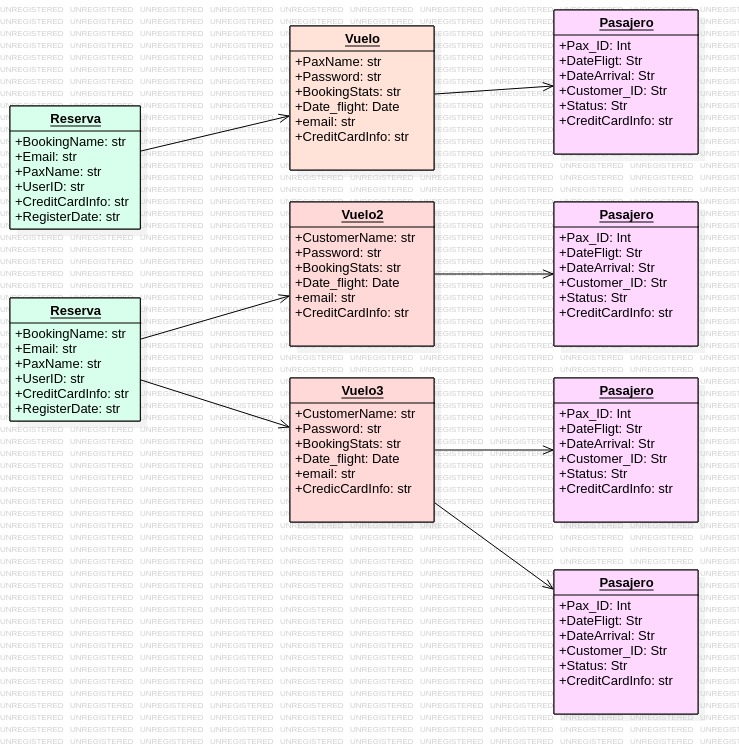 Reserva
+BookingName: str
+Email: str
+PaxName: str
+UserID: str
+CreditCardInfo: str
+RegisterDate: str
Reserva
+BookingName: str
+Email: str
+PaxName: str
+UserID: str
+CreditCardInfo: str
+RegisterDate: str
Vuelo
+PaxName: str
+Password: str
+BookingStats: str
+Date_flight: Date
+email: str
+CreditCardInfo: str
Vuelo2
+CustomerName: str
+Password: str
+BookingStats: str
+Date_flight: Date
+email: str
+CreditCardInfo: str
Vuelo3
+CustomerName: str
+Password: str
+BookingStats: str
+Date_flight: Date
+email: str
+CredicCardInfo: str
Pasajero
+Pax_ID: Int
+DateFligt: Str
+DateArrival: Str
+Customer_ID: Str
+Status: Str
+CreditCardInfo: str
Pasajero
+Pax_ID: Int
+DateFligt: Str
+DateArrival: Str
+Customer_ID: Str
+Status: Str
+CreditCardInfo: str
Pasajero
+Pax_ID: Int
+DateFligt: Str
+DateArrival: Str
+Customer_ID: Str
+Status: Str
+CreditCardInfo: str
Pasajero
+Pax_ID: Int
+DateFligt: Str
+DateArrival: Str
+Customer_ID: Str
+Status: Str
+CreditCardInfo: str
UNREGISTERED